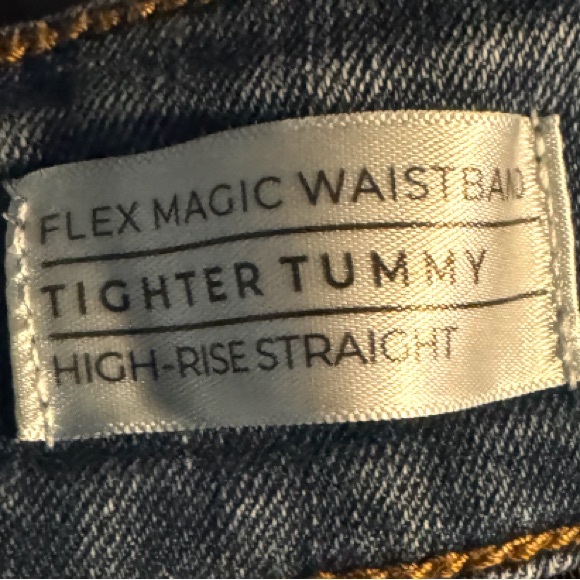 FLEX MAGIC WAISTBAND
TIGHTER TUMMY
HIGH-RISE STRAIGHT